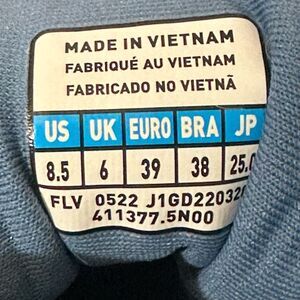 MADE IN VIETNAM
FABRIQUÉ AU VIETNAM
FABRICADO NO VIETNÃ
US UK EURO BRA JP
8.5 6 39 38 25.0
FLV 0522 J1GD22032
411377.5N00